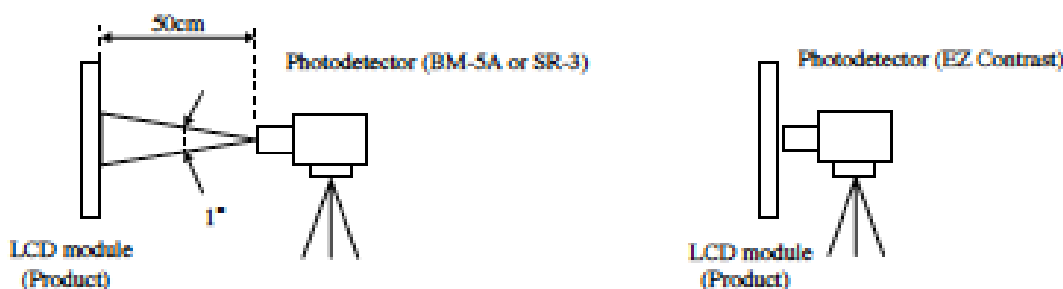 50cm
Photodetector (BM-5A or SR-3)
1°
LCD module
(Product)
Photodetector (EZ Contrast)
LCD module
(Product)